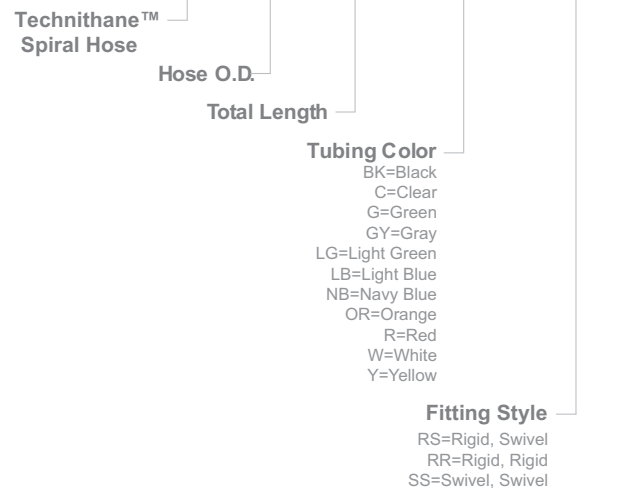 Technithane™
Spiral Hose
Hose O.D.
Total Length
Tubing Color
BK=Black
C=Clear
G=Green
GY=Gray
LG=Light Green
LB=Light Blue
NB=Navy Blue
OR=Orange
R=Red
W=White
Y=Yellow
Fitting Style
RS=Rigid, Swivel
RR=Rigid, Rigid
SS=Swivel, Swivel